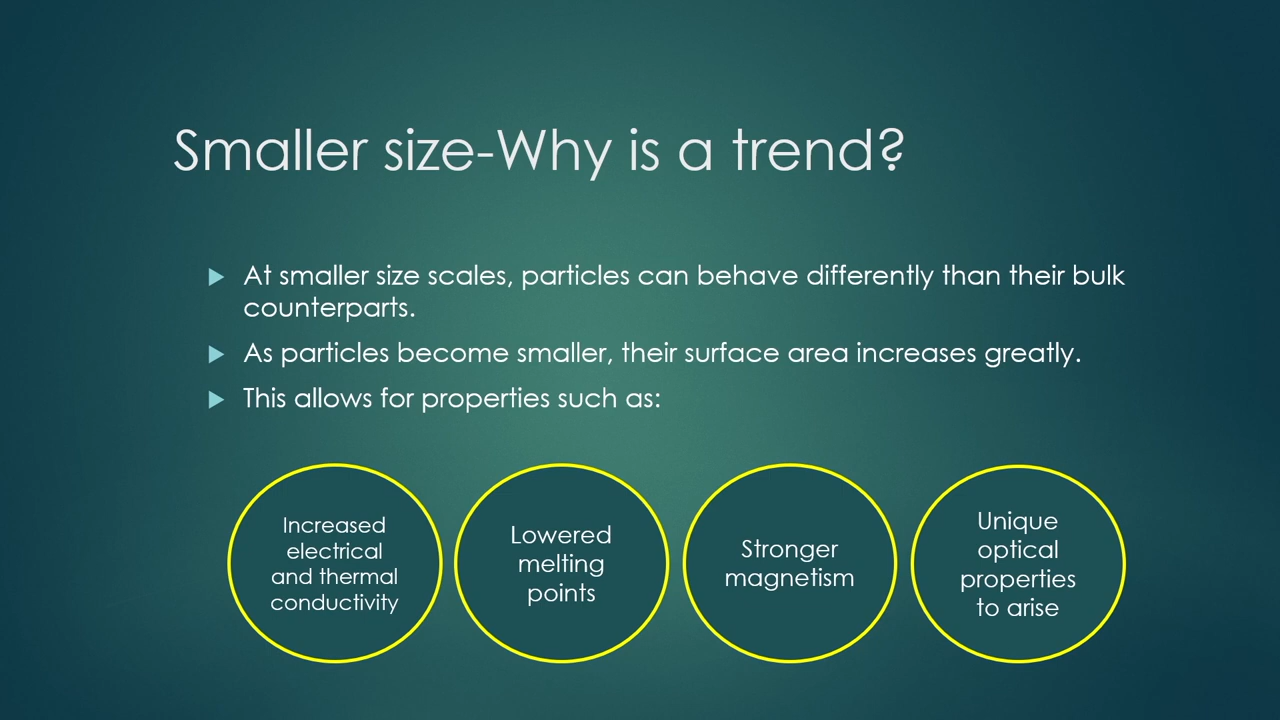 Smaller size-Why is a trend?
At smaller size scales, particles can behave differently than their bulk
counterparts.
As particles become smaller, their surface area increases greatly.
This allows for properties such as:
Increased
electrical
and thermal
conductivity
Lowered
melting
points
Stronger
magnetism
Unique
optical
properties
to arise